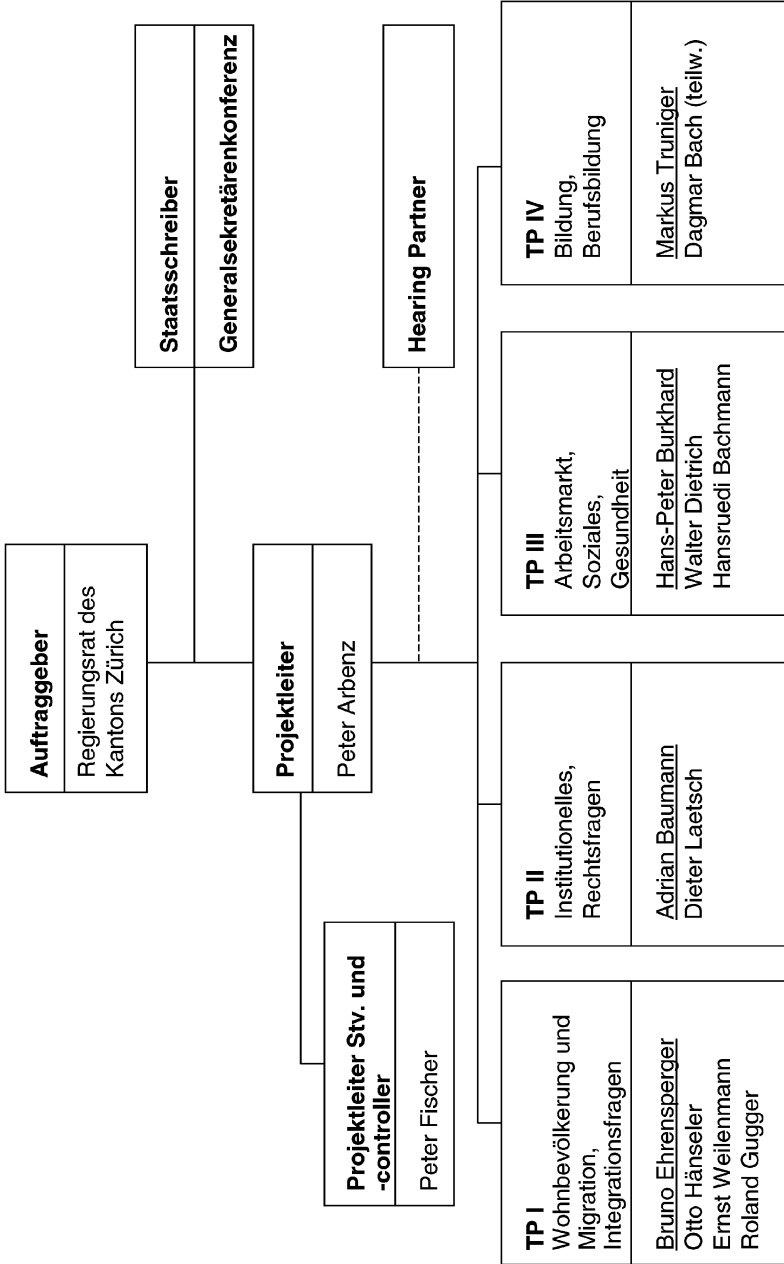 Auftraggeber
Regierungsrat des
Kantons Zürich
Staatsschreiber
Generalsekretärenkonferenz
Projektleiter
Peter Arbenz
Projektleiter Stv. und
-controller
Peter Fischer
Hearing Partner
TP I
Wohnbevölkerung und
Migration,
Integrationsfragen
Bruno Ehrensperger
Otto Hänseler
Ernst Weilenmann
Roland Gugger
TP II
Institutionelles,
Rechtsfragen
Adrian Baumann
Dieter Laetsch
TP III
Arbeitsmarkt,
Soziales,
Gesundheit
Hans-Peter Burkhard
Walter Dietrich
Hansruedi Bachmann
TP IV
Bildung,
Berufsbildung
Markus Truniger
Dagmar Bach (teilw.)